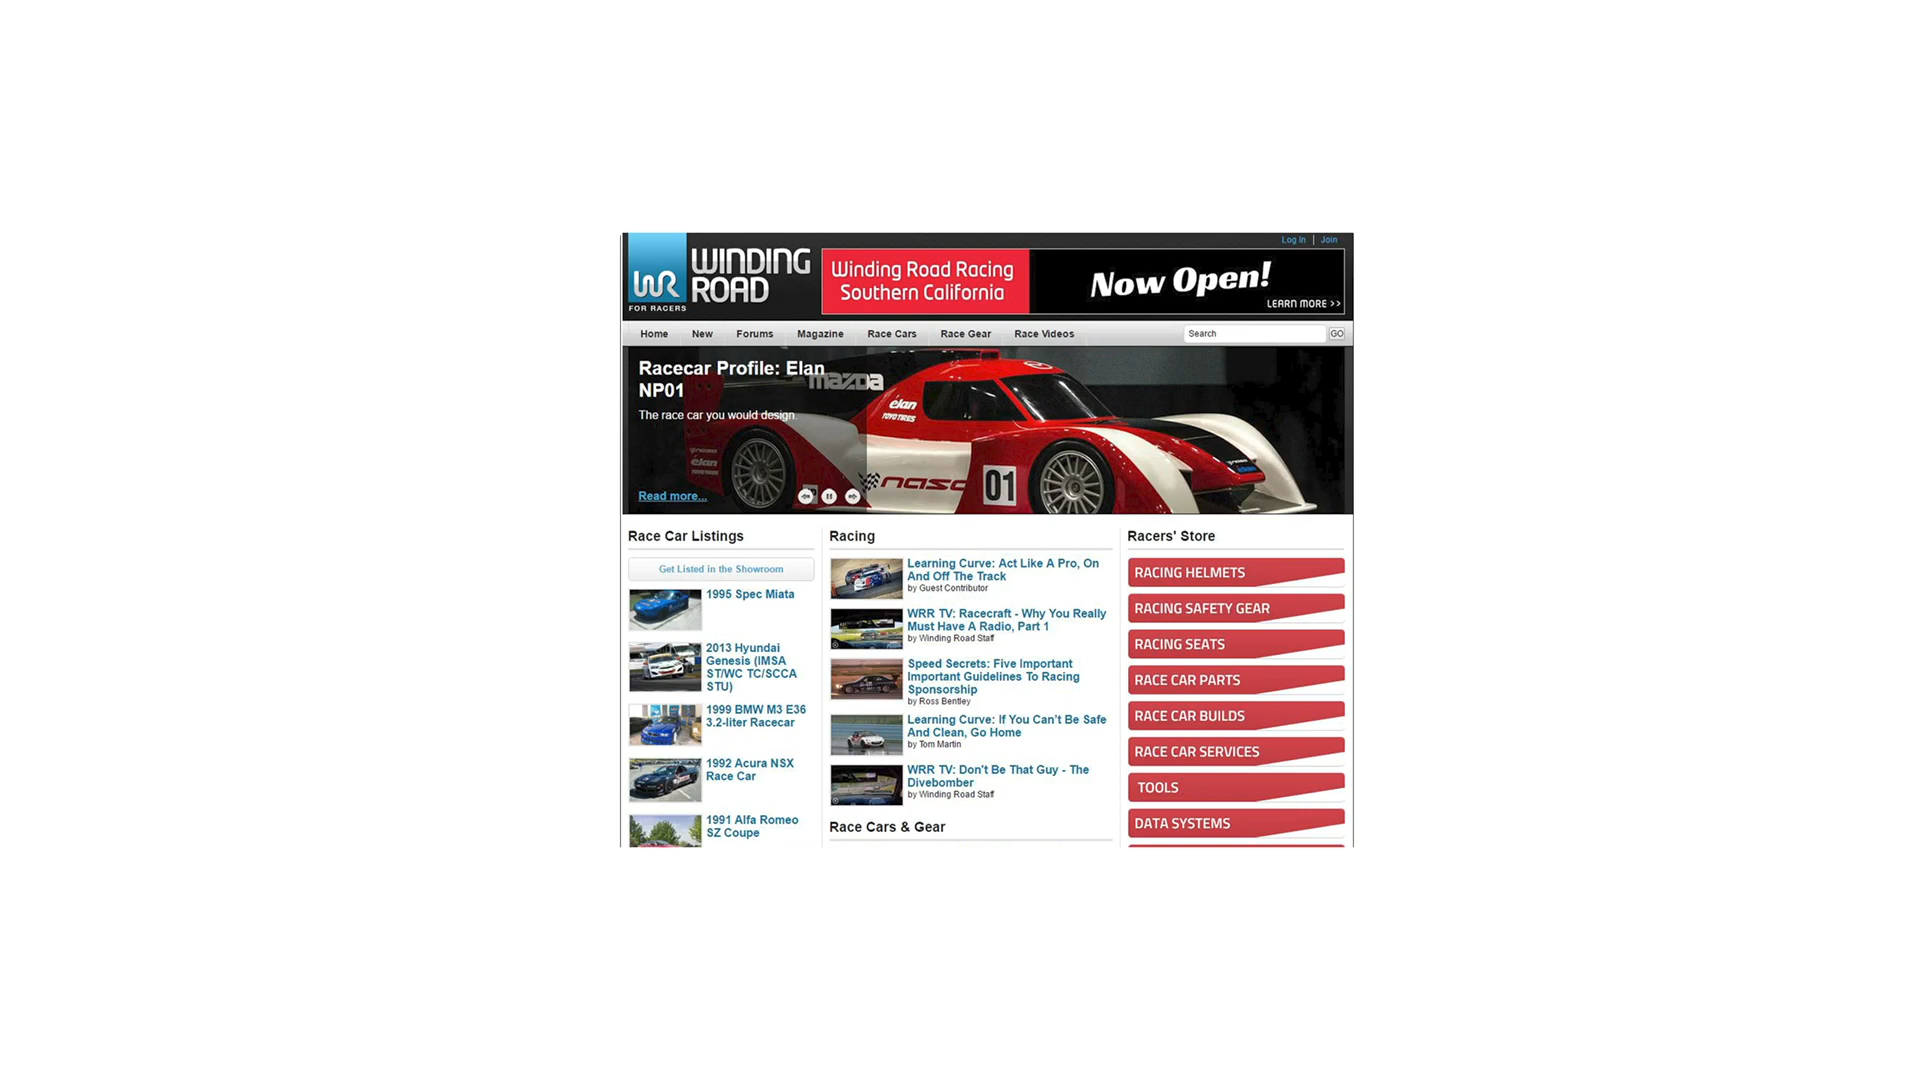 Log In | Join
WR
FOR RACERS
WINDING
ROAD
Winding Road Racing
Southern California
Now Open!
LEARN MORE >>
Home New Forums Magazine Race Cars Race Gear Race Videos
Search GO
Racecar Profile: Elan
NP01
The race car you would design.
Read more...
mazda
élan
TOYO TIRES
élan
nasa
01
Race Car Listings
Get Listed in the Showroom
1995 Spec Miata
2013 Hyundai
Genesis (IMSA
ST/WC TC/SCCA
STU)
1999 BMW M3 E36
3.2-liter Racecar
1992 Acura NSX
Race Car
1991 Alfa Romeo
SZ Coupe
Racing
Learning Curve: Act Like A Pro, On
And Off The Track
by Guest Contributor
WRR TV: Racecraft - Why You Really
Must Have A Radio, Part 1
by Winding Road Staff
Speed Secrets: Five Important
Important Guidelines To Racing
Sponsorship
by Ross Bentley
Learning Curve: If You Can't Be Safe
And Clean, Go Home
by Tom Martin
WRR TV: Don't Be That Guy - The
Divebomber
by Winding Road Staff
Race Cars & Gear
Racers' Store
RACING HELMETS
RACING SAFETY GEAR
RACING SEATS
RACE CAR PARTS
RACE CAR BUILDS
RACE CAR SERVICES
TOOLS
DATA SYSTEMS